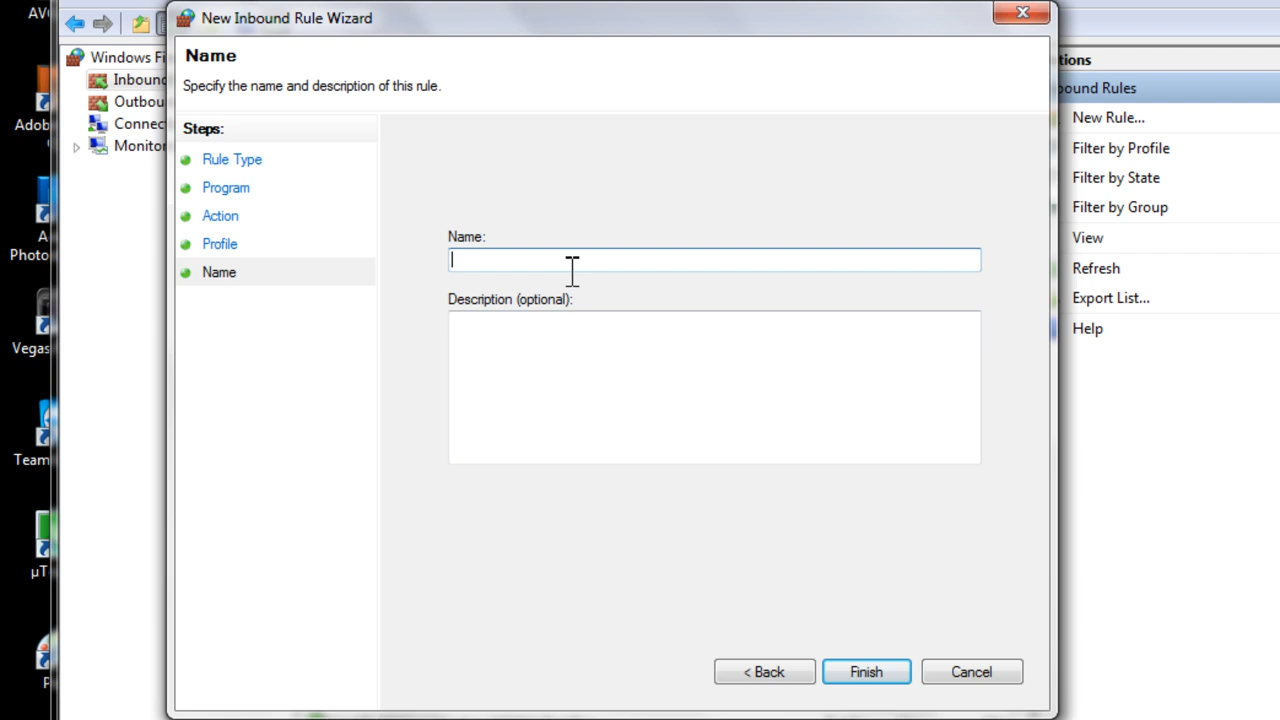 AV
New Inbound Rule Wizard
Name
Specify the name and description of this rule.
Windows Fi
Inbound
Outbou
Connec
Monitor
Adob
A
Photo
Vegas
Team
µT
P
Steps:
Rule Type
Program
Action
Profile
Name
Name:
Description (optional):
< Back
Finish
Cancel
tions
ound Rules
New Rule...
Filter by Profile
Filter by State
Filter by Group
View
Refresh
Export List...
Help